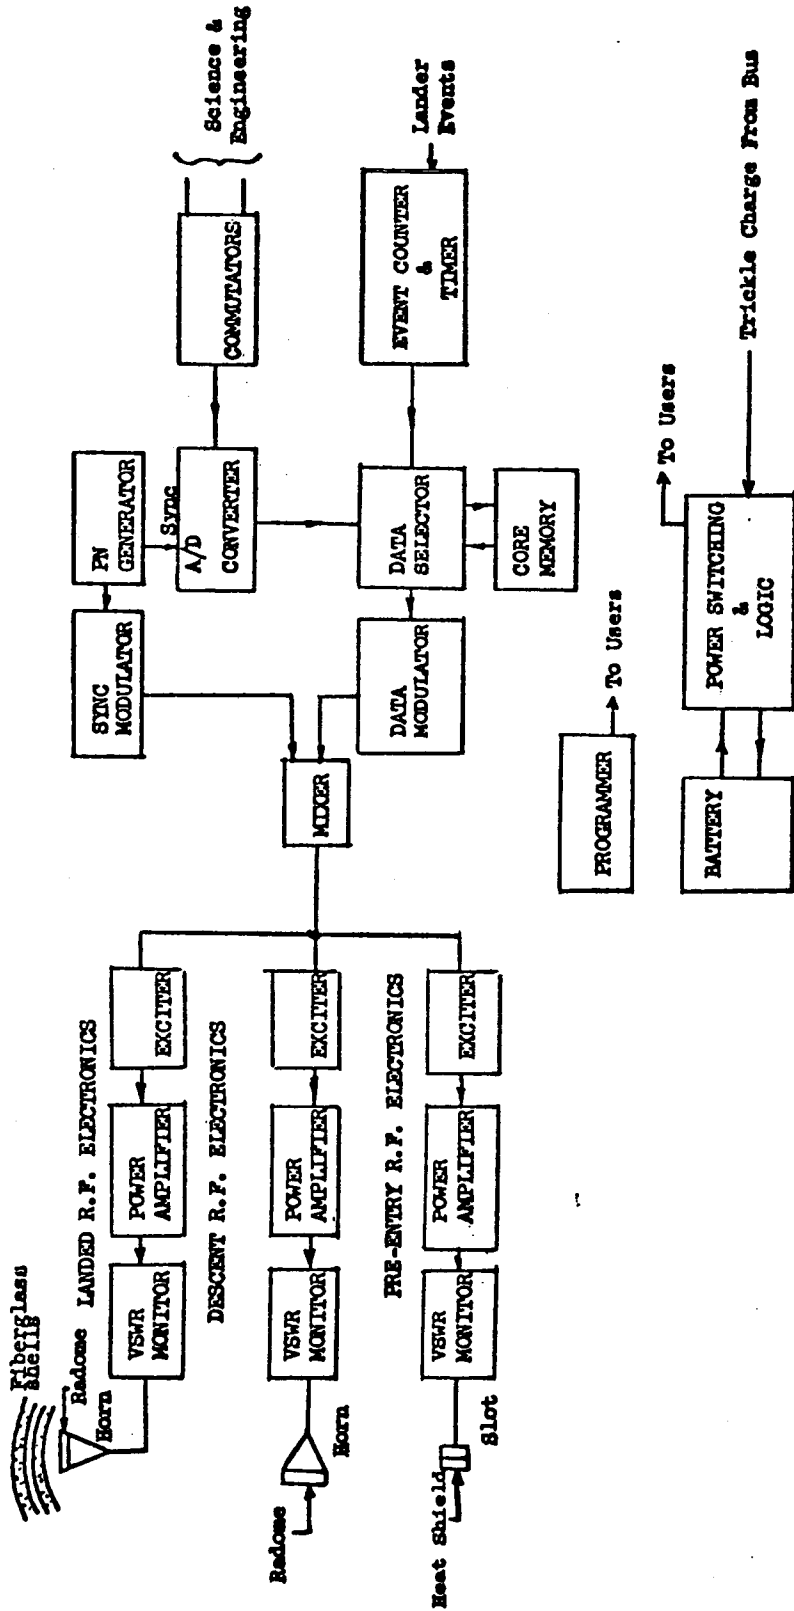 Fiberglass
Shells
Radome
Horn
LANDED R.F. ELECTRONICS
VSWR
MONITOR
POWER
AMPLIFIER
EXCITER
SYNC
MODULATOR
PN
GENERATOR
Sync
A/D
CONVERTER
COMMUTATORS
Science &
Engineering
Radome
Horn
DESCENT R.F. ELECTRONICS
VSWR
MONITOR
POWER
AMPLIFIER
EXCITER
MIXER
DATA
MODULATOR
DATA
SELECTOR
EVENT COUNTER
&
TIMER
Lander
Events
Heat Shield
Slot
PRE-ENTRY R.F. ELECTRONICS
VSWR
MONITOR
POWER
AMPLIFIER
EXCITER
CORE
MEMORY
PROGRAMMER
To Users
BATTERY
POWER SWITCHING
&
LOGIC
To Users
Trickle Charge From Bus